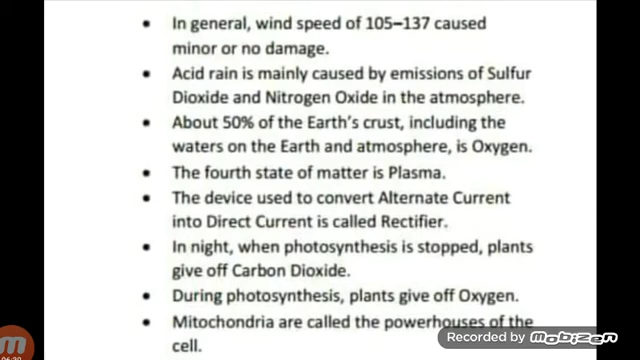 • In general, wind speed of 105–137 caused
minor or no damage.
• Acid rain is mainly caused by emissions of Sulfur
Dioxide and Nitrogen Oxide in the atmosphere.
• About 50% of the Earth's crust, including the
waters on the Earth and atmosphere, is Oxygen.
• The fourth state of matter is Plasma.
• The device used to convert Alternate Current
into Direct Current is called Rectifier.
• In night, when photosynthesis is stopped, plants
give off Carbon Dioxide.
• During photosynthesis, plants give off Oxygen.
• Mitochondria are called the powerhouses of the
cell.
Recorded by Mobizen